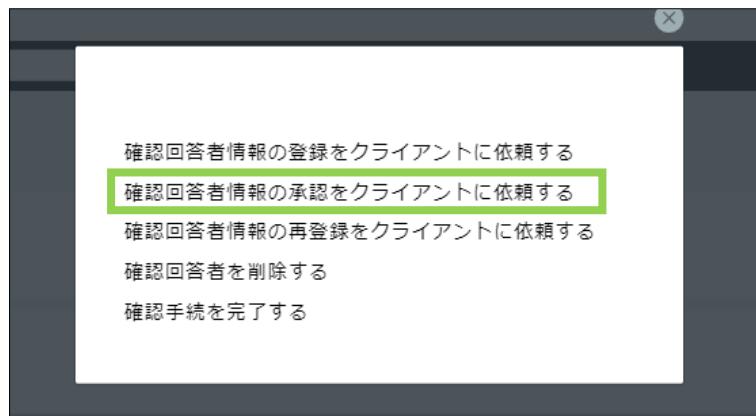 確認回答者情報の登録をクライアントに依頼する
確認回答者情報の承認をクライアントに依頼する
確認回答者情報の再登録をクライアントに依頼する
確認回答者を削除する
確認手続を完了する